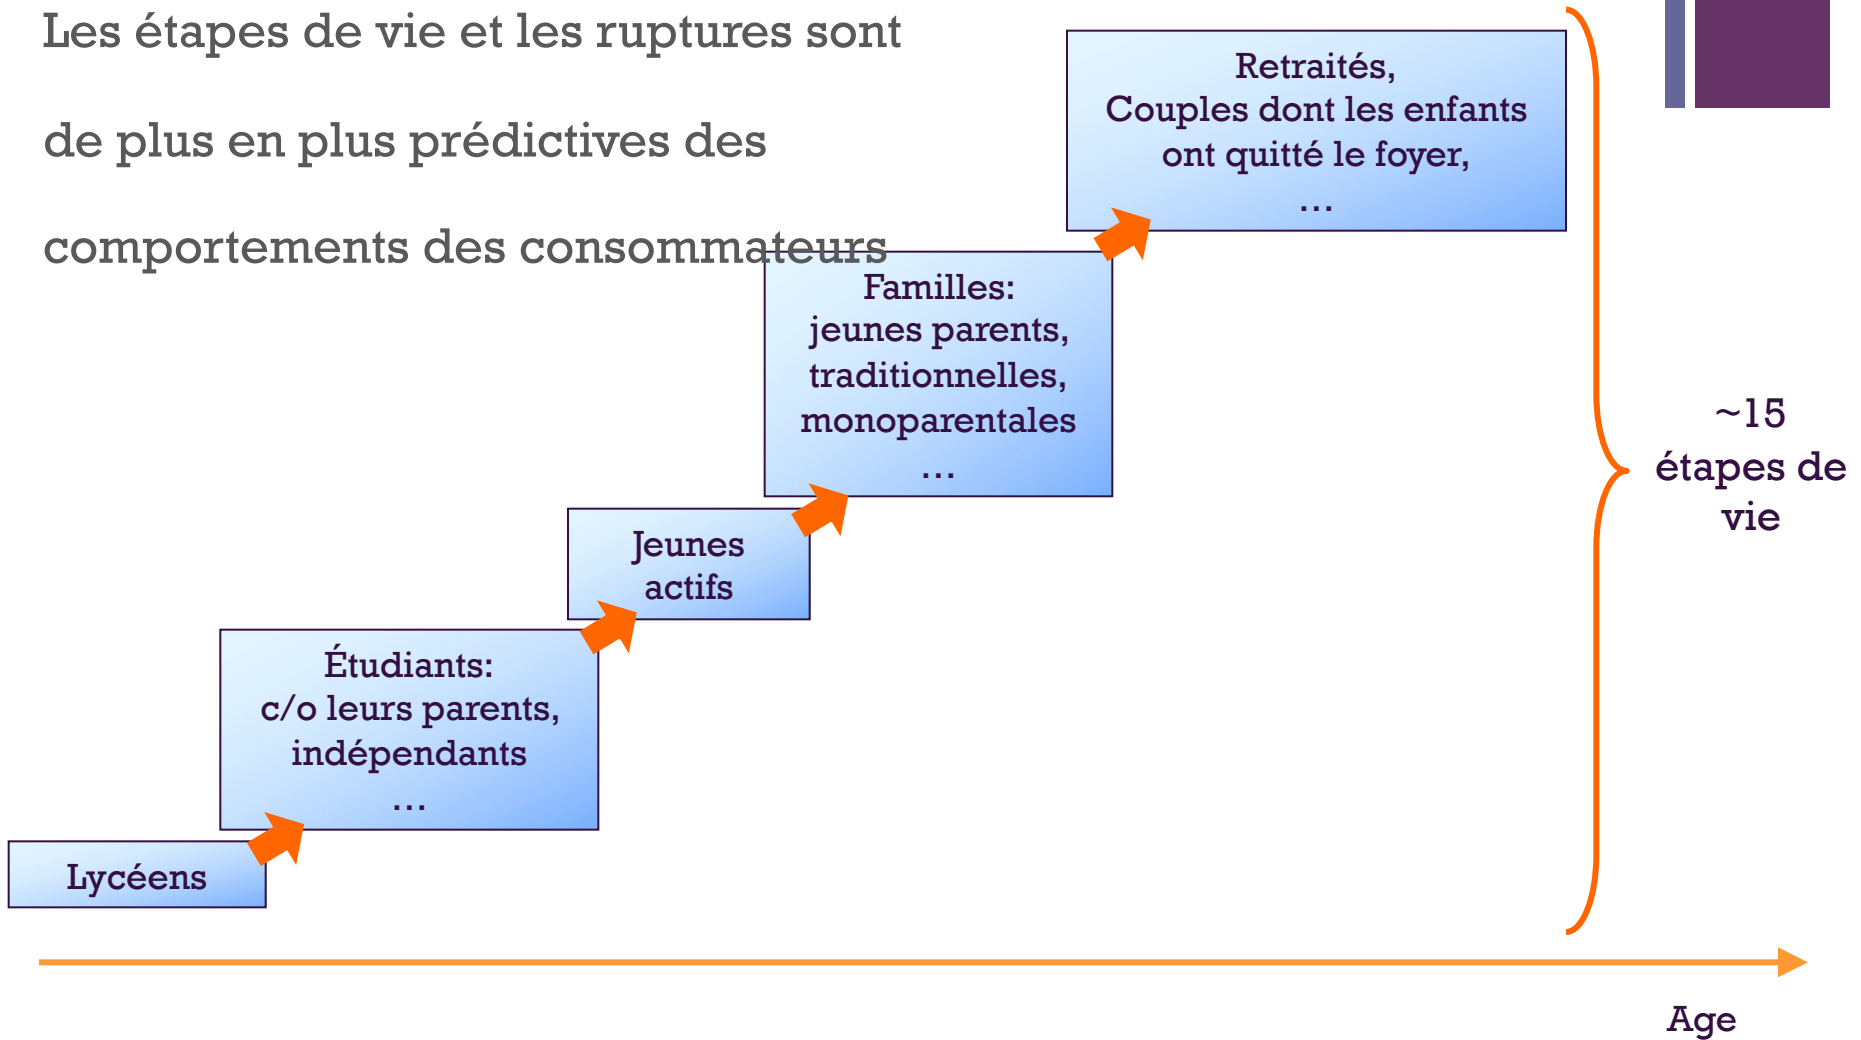 Les étapes de vie et les ruptures sont
de plus en plus prédictives des
comportements des consommateurs
Retraités,
Couples dont les enfants
ont quitté le foyer,
…
Familles:
jeunes parents,
traditionnelles,
monoparentales
…
Jeunes
actifs
Étudiants:
c/o leurs parents,
indépendants
…
Lycéens
~15
étapes de
vie
Age